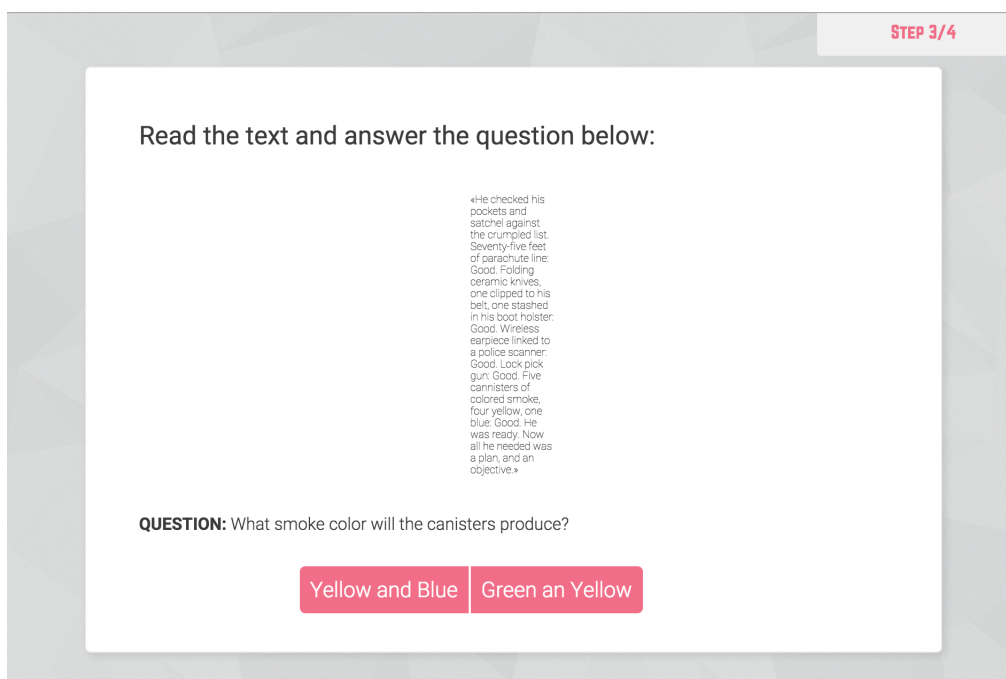 STEP 3/4
Read the text and answer the question below:
«He checked his
pockets and
satchel against
the crumpled list.
Seventy-five feet
of parachute line:
Good. Folding
ceramic knives,
one clipped to his
belt, one stashed
in his boot holster:
Good. Wireless
earpiece linked to
a police scanner:
Good. Lock pick
gun: Good. Five
cannisters of
colored smoke,
four yellow, one
blue: Good. He
was ready. Now
all he needed was
a plan, and an
objective.»
QUESTION: What smoke color will the canisters produce?
Yellow and Blue
Green an Yellow